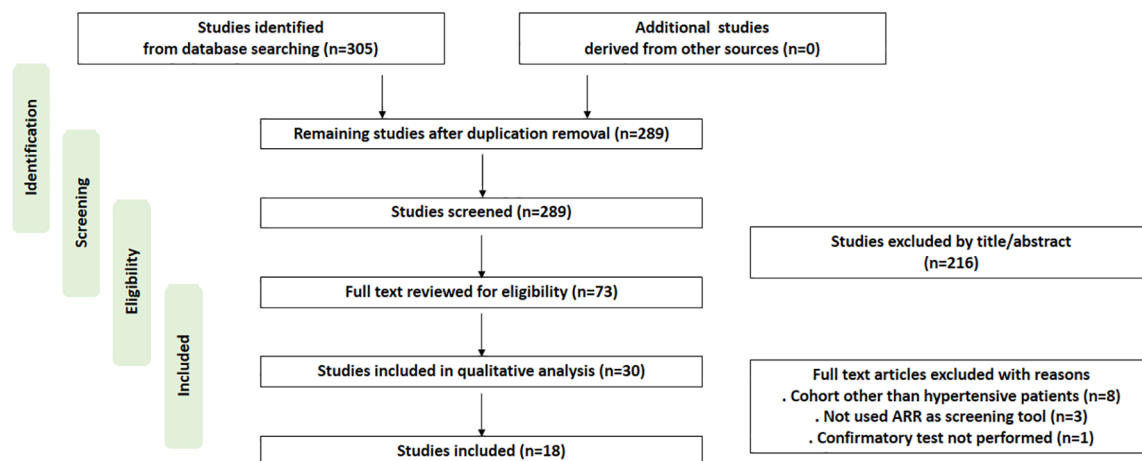 Studies identified
from database searching (n=305)
Additional studies
derived from other sources (n=0)
Identification
Screening
Eligibility
Included
Remaining studies after duplication removal (n=289)
Studies screened (n=289)
Studies excluded by title/abstract
(n=216)
Full text reviewed for eligibility (n=73)
Studies included in qualitative analysis (n=30)
Full text articles excluded with reasons
. Cohort other than hypertensive patients (n=8)
. Not used ARR as screening tool (n=3)
. Confirmatory test not performed (n=1)
Studies included (n=18)